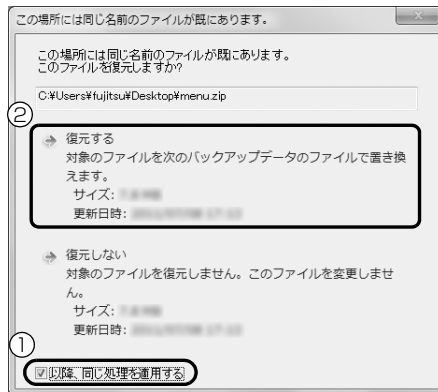 この場所には同じ名前のファイルが既にあります。
この場所には同じ名前のファイルが既にあります。
このファイルを復元しますか?
C:¥Users¥fujitsu¥Desktop¥menu.zip
②
復元する
対象のファイルを次のバックアップデータのファイルで置き換
えます。
サイズ:
更新日時:
復元しない
対象のファイルを復元しません。このファイルを変更しませ
ん。
サイズ:
更新日時:
①
以降、同じ処理を適用する